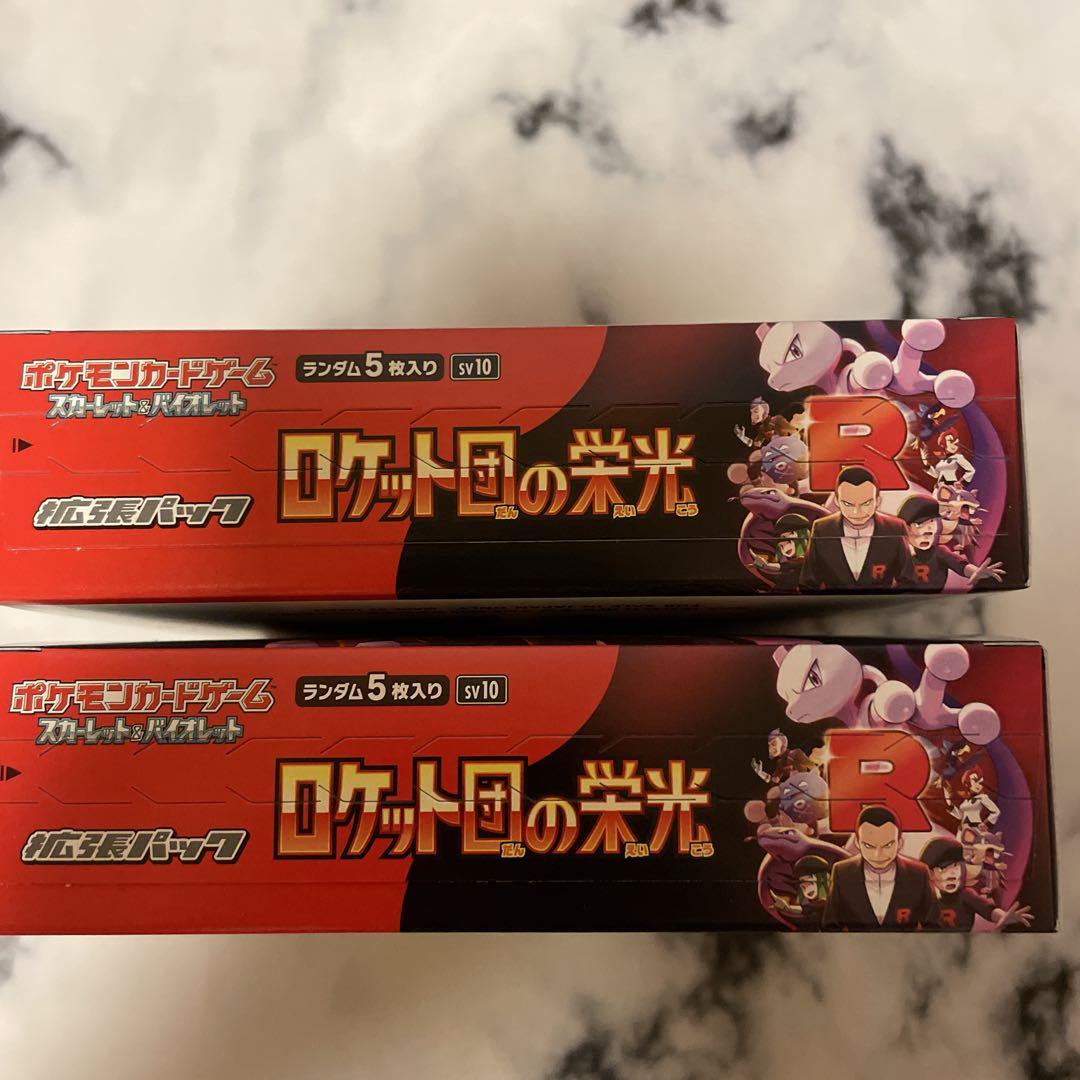 ポケモンカードゲーム™
スカーレット&バイオレット
ランダム5枚入り SV10
ロケット団の栄光
だん えい こう
拡張パック
R
R R
ポケモンカードゲーム™
スカーレット&バイオレット
ランダム5枚入り SV10
ロケット団の栄光
だん えい こう
拡張パック
R
R R